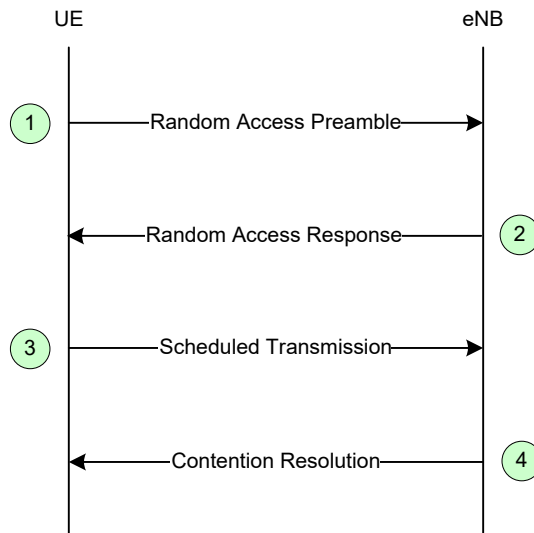 UE
eNB
1
Random Access Preamble
Random Access Response
2
3
Scheduled Transmission
Contention Resolution
4